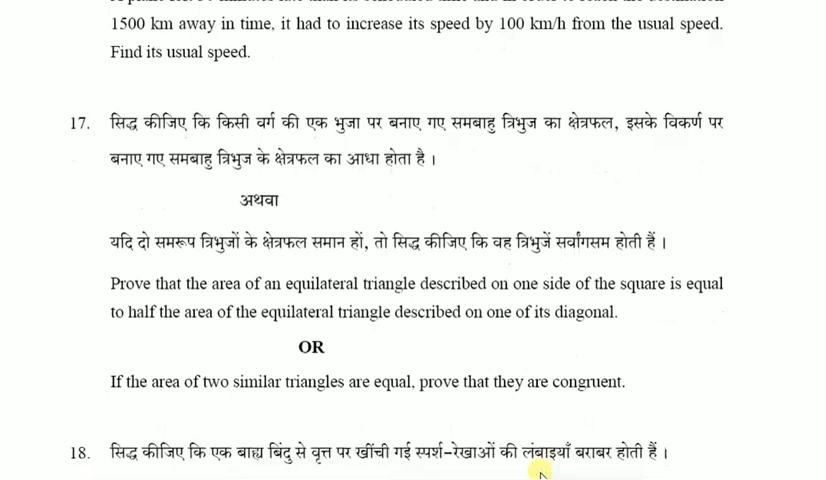 1500 km away in time, it had to increase its speed by 100 km/h from the usual speed.
Find its usual speed.
17. सिद्ध कीजिए कि किसी वर्ग की एक भुजा पर बनाए गए समबाहु त्रिभुज का क्षेत्रफल, इसके विकर्ण पर
बनाए गए समबाहु त्रिभुज के क्षेत्रफल का आधा होता है ।
अथवा
यदि दो समरूप त्रिभुजों के क्षेत्रफल समान हों, तो सिद्ध कीजिए कि वह त्रिभुजें सर्वांगसम होती हैं ।
Prove that the area of an equilateral triangle described on one side of the square is equal
to half the area of the equilateral triangle described on one of its diagonal.
OR
If the area of two similar triangles are equal, prove that they are congruent.
18. सिद्ध कीजिए कि एक बाह्य बिंदु से वृत्त पर खींची गई स्पर्श-रेखाओं की लंबाइयाँ बराबर होती हैं ।